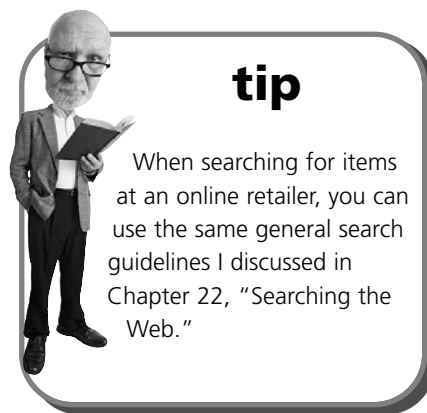 tip
When searching for items
at an online retailer, you can
use the same general search
guidelines I discussed in
Chapter 22, “Searching the
Web.”